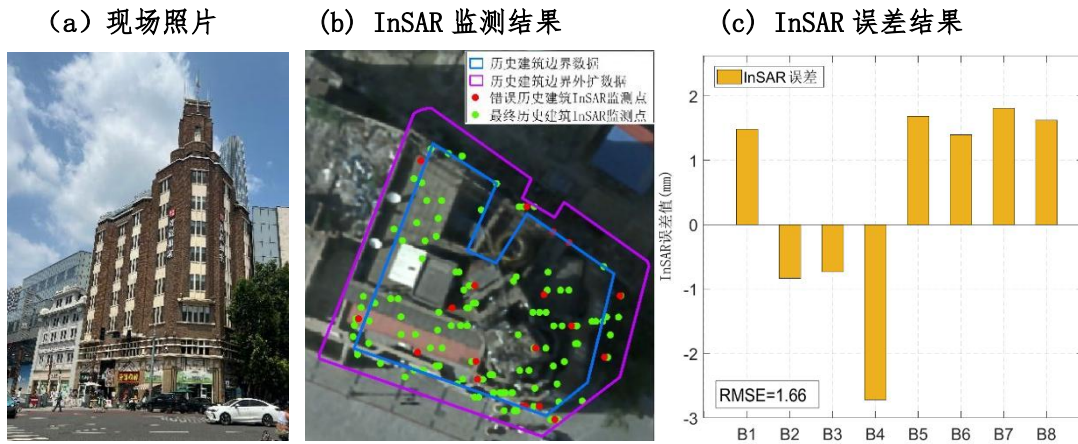 (a) 现场照片
(b) InSAR 监测结果
(c) InSAR 误差结果
历史建筑边界数据
历史建筑边界外扩数据
错误历史建筑InSAR监测点
最终历史建筑InSAR监测点
InSAR误差
InSAR误差值(mm)
2
1
0
-1
-2
-3
RMSE=1.66
B1 B2 B3 B4 B5 B6 B7 B8